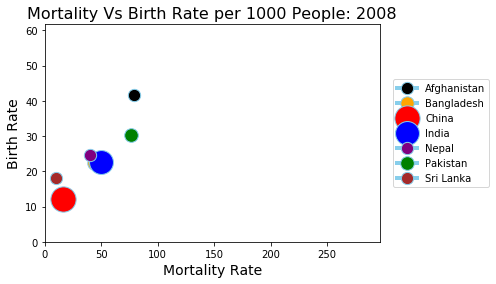 Mortality Vs Birth Rate per 1000 People: 2008
60
50
40
30
20
10
0
Birth Rate
0
50
100
150
200
250
Mortality Rate
Afghanistan
Bangladesh
China
India
Nepal
Pakistan
Sri Lanka